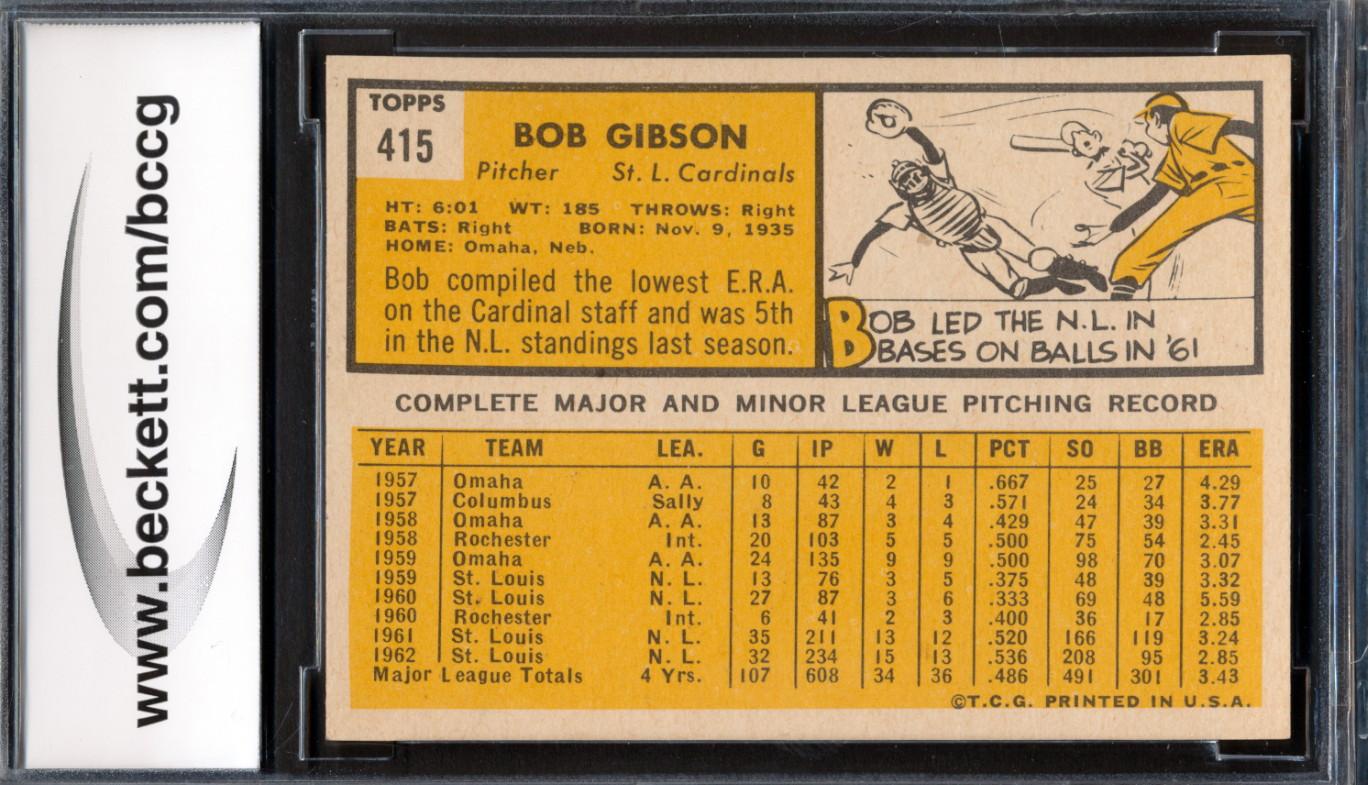 www.beckett.com/bccg
TOPPS
415
BOB GIBSON
Pitcher St. L. Cardinals
HT: 6:01 WT: 185 THROWS: Right
BATS: Right BORN: Nov. 9, 1935
HOME: Omaha, Neb.
Bob compiled the lowest E.R.A.
on the Cardinal staff and was 5th
in the N.L. standings last season.
BOB LED THE N.L. IN
BASES ON BALLS IN '61
COMPLETE MAJOR AND MINOR LEAGUE PITCHING RECORD
YEAR TEAM LEA. G IP W L PCT SO BB ERA
1957 Omaha A. A. 10 42 2 1 .667 25 27 4.29
1957 Columbus Sally 8 43 4 3 .571 24 34 3.77
1958 Omaha A. A. 13 87 3 4 .429 47 39 3.31
1958 Rochester Int. 20 103 5 5 .500 75 54 2.45
1959 Omaha A. A. 24 135 9 9 .500 98 70 3.07
1959 St. Louis N. L. 13 76 3 5 .375 48 39 3.32
1960 St. Louis N. L. 27 87 3 6 .333 69 48 5.59
1960 Rochester Int. 6 41 2 3 .400 36 17 2.85
1961 St. Louis N. L. 35 211 13 12 .520 166 119 3.24
1962 St. Louis N. L. 32 234 15 13 .536 208 95 2.85
Major League Totals 4 Yrs. 107 608 34 36 .486 491 301 3.43
©T.C.G. PRINTED IN U.S.A.